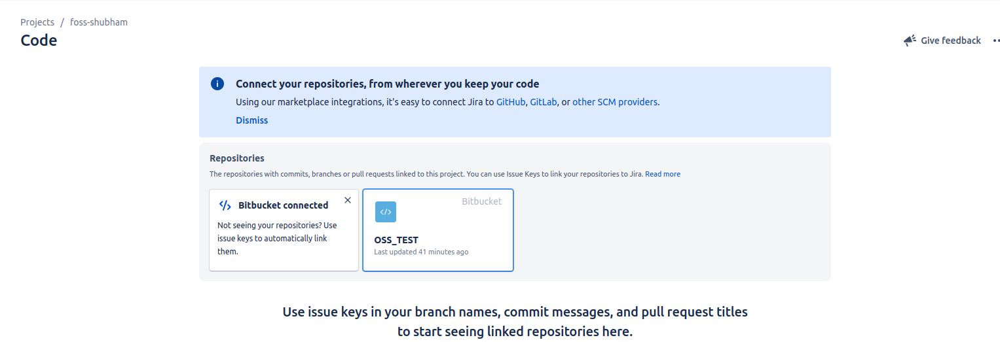 Projects / foss-shubham
Code
Give feedback
Connect your repositories, from wherever you keep your code
Using our marketplace integrations, it's easy to connect Jira to GitHub, GitLab, or other SCM providers.
Dismiss
Repositories
The repositories with commits, branches or pull requests linked to this project. You can use Issue Keys to link your repositories to Jira. Read more
Bitbucket connected
Not seeing your repositories? Use
issue keys to automatically link
them.
Bitbucket
OSS_TEST
Last updated 41 minutes ago
Use issue keys in your branch names, commit messages, and pull request titles
to start seeing linked repositories here.